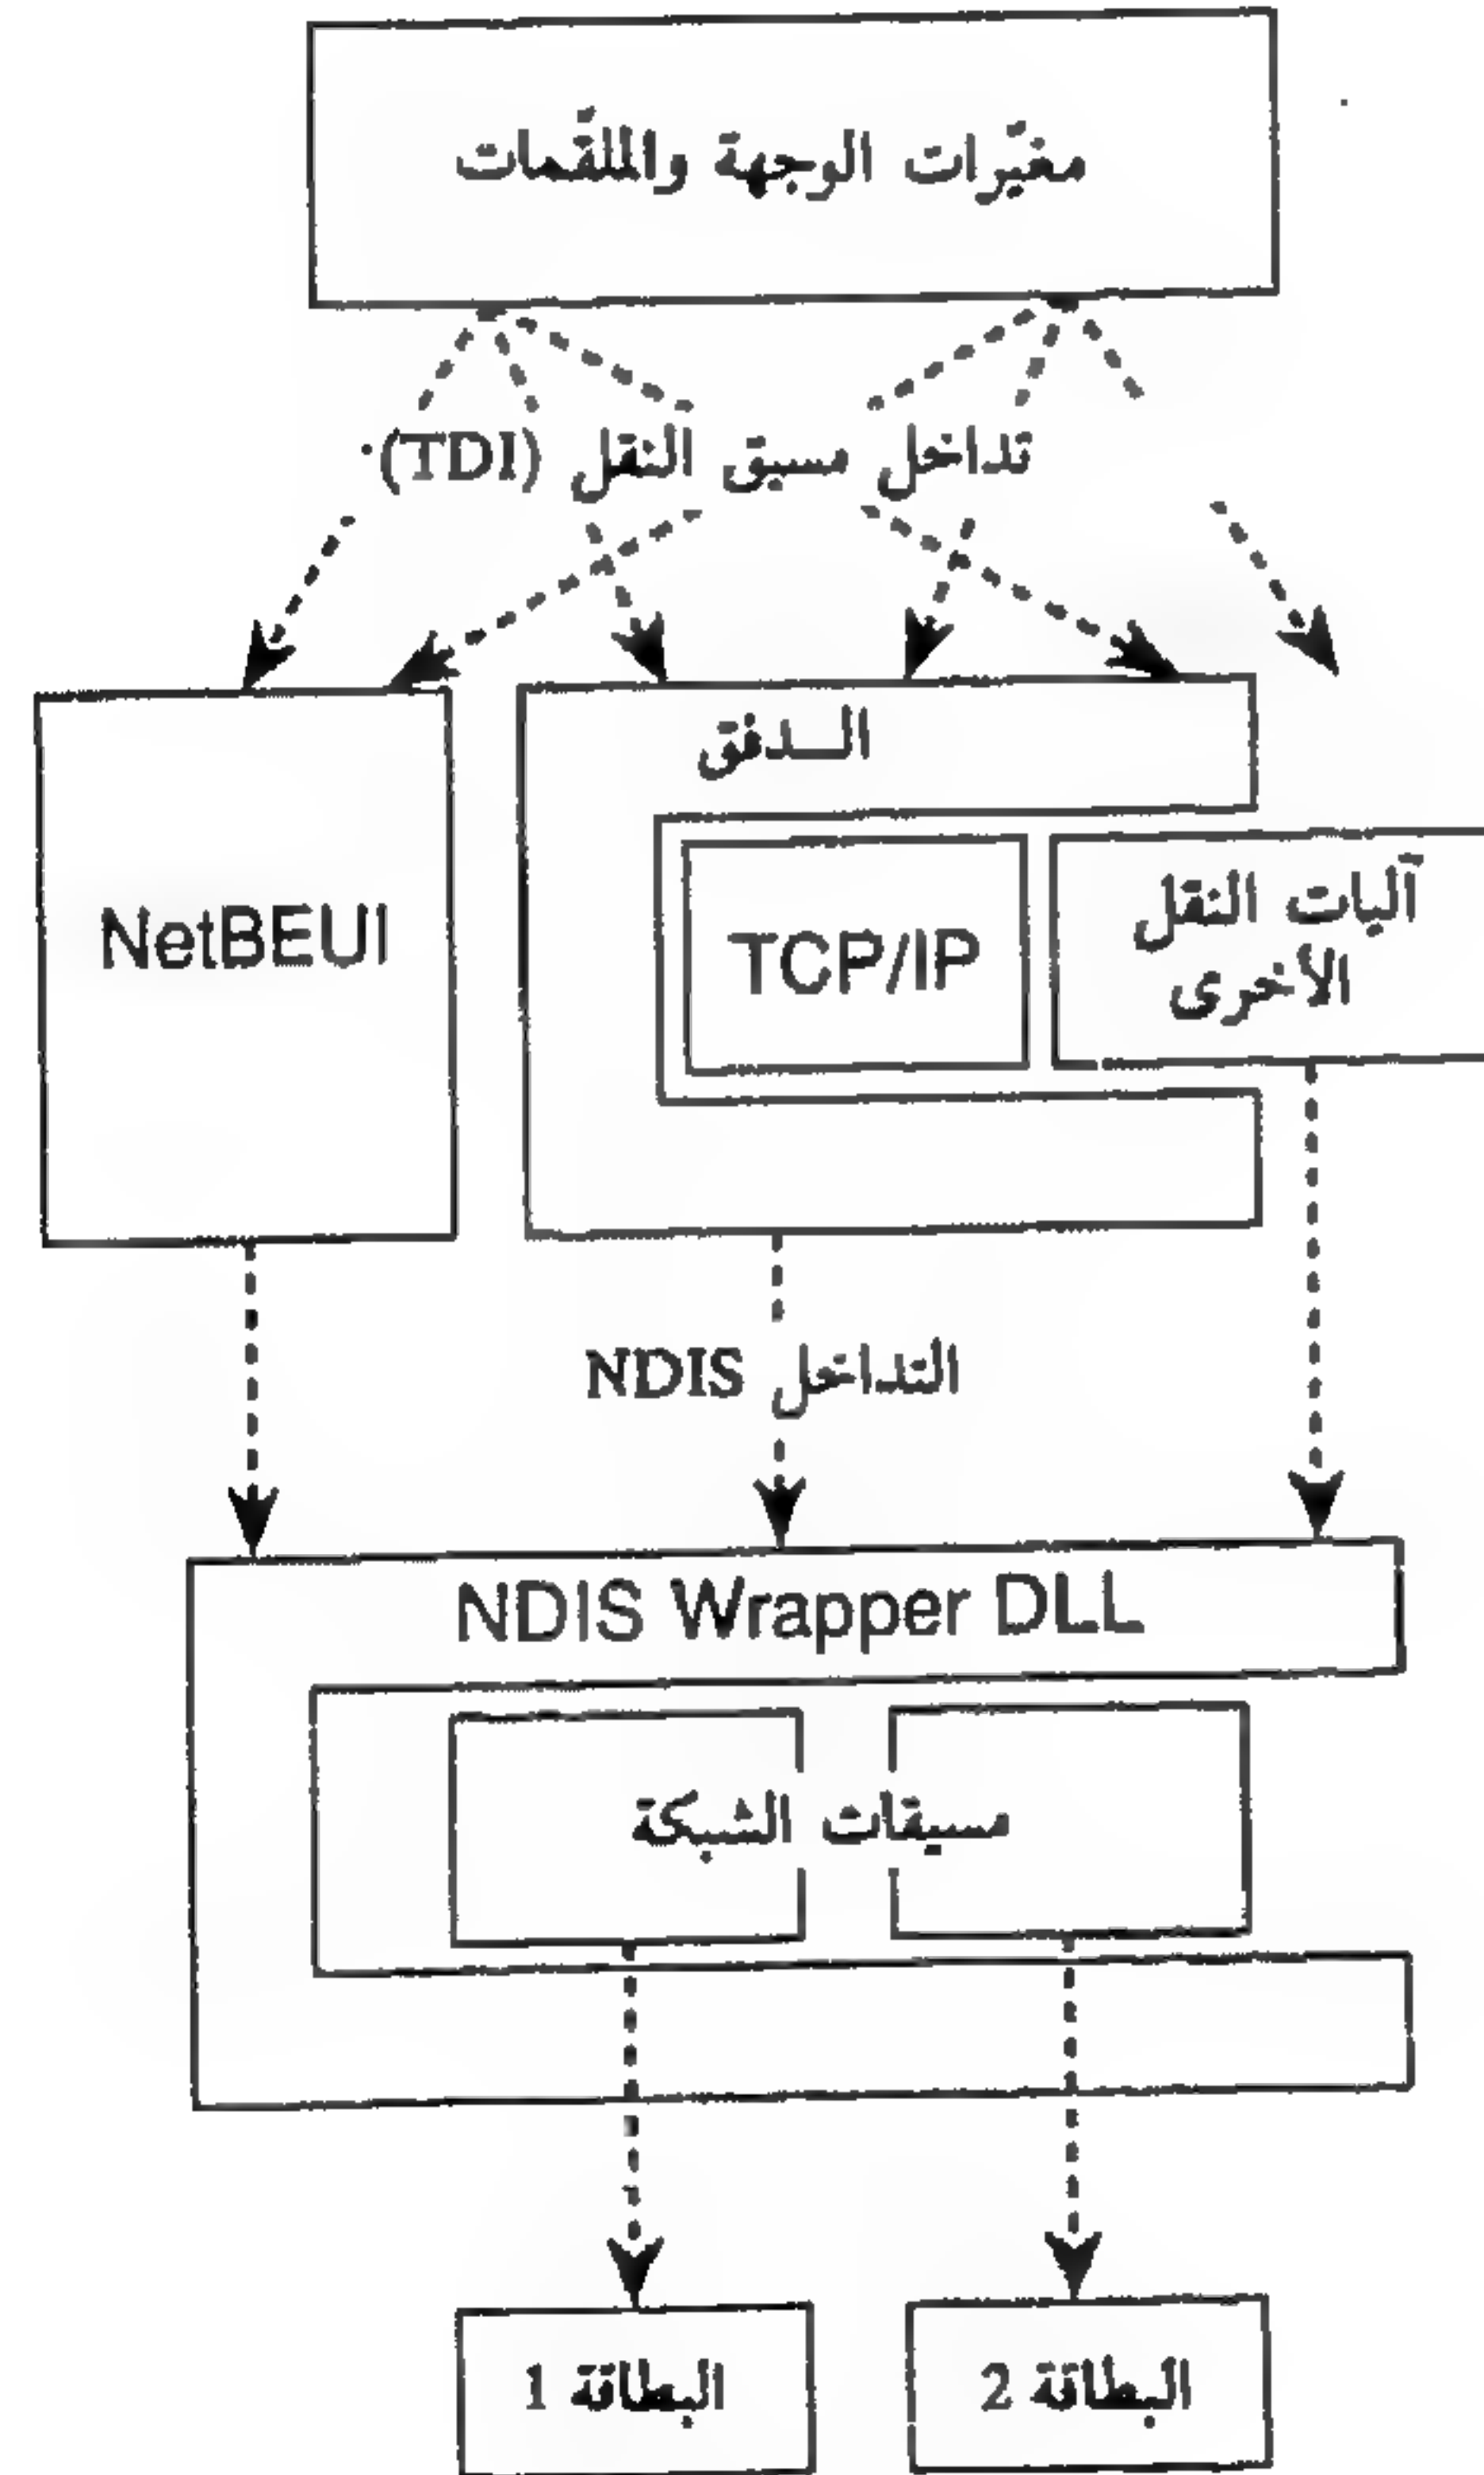 مغيّرات الوجهة والملقّمات
تداخل مسبق النقل (TDI)
الـدفق
NetBEUI
TCP/IP
آليات النقل
الأخرى
التداخل NDIS
NDIS Wrapper DLL
مسيقات الشبكة
البطاقة 1
البطاقة 2